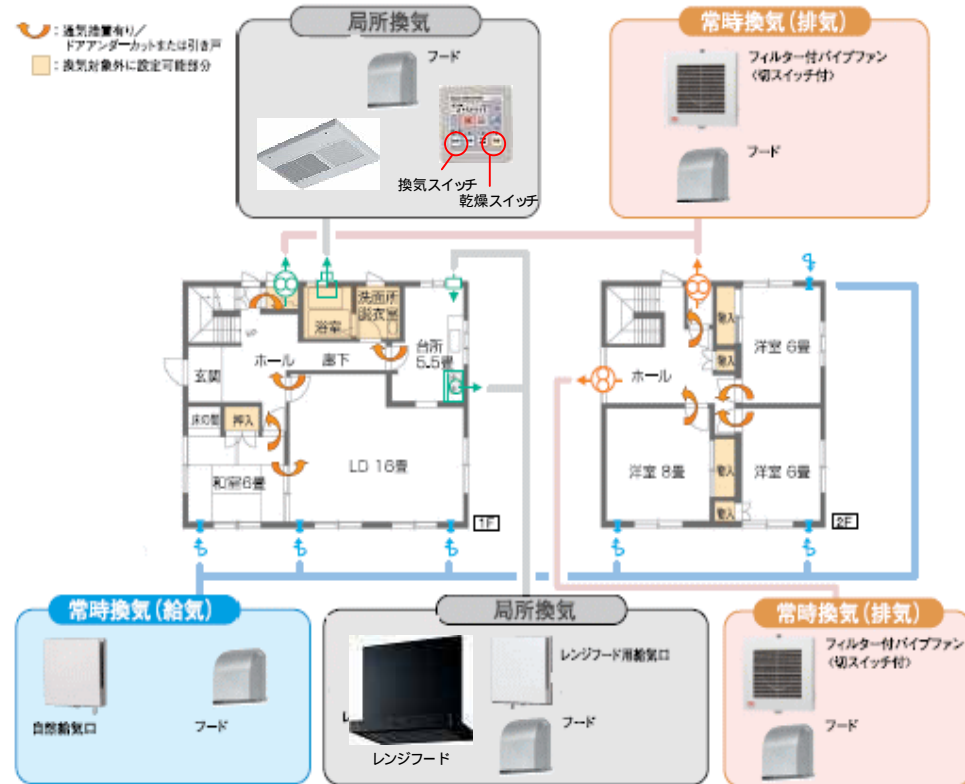 ：通気措置有り／
ドアアンダーカットまたは引き戸
：換気対象外に設定可能部分
局所換気
フード
換気スイッチ
乾燥スイッチ
常時換気（排気）
フィルター付パイプファン
〈切スイッチ付〉
フード
浴室
洗面所
脱衣室
台所
5.5畳
ホール
廊下
玄関
床の間
押入
和室6畳
LD 16畳
1F
物入
洋室 6畳
物入
ホール
洋室 8畳
物入
洋室 6畳
物入
2F
常時換気（給気）
自然給気口
フード
局所換気
レンジフード用給気口
フード
レンジフード
常時換気（排気）
フィルター付パイプファン
〈切スイッチ付〉
フード